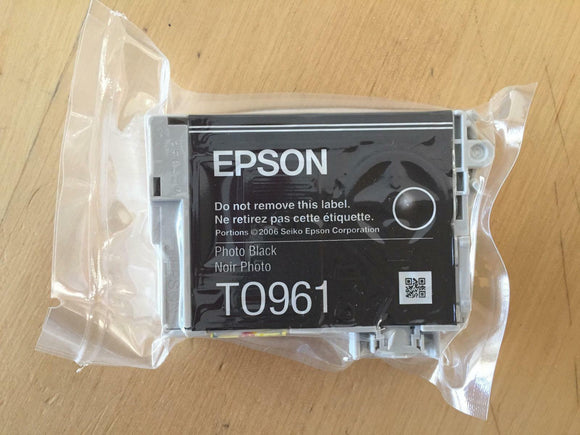 EPSON
Do not remove this label.
Ne retirez pas cette étiquette.
Portions ©2006 Seiko Epson Corporation
Photo Black
Noir Photo
T0961